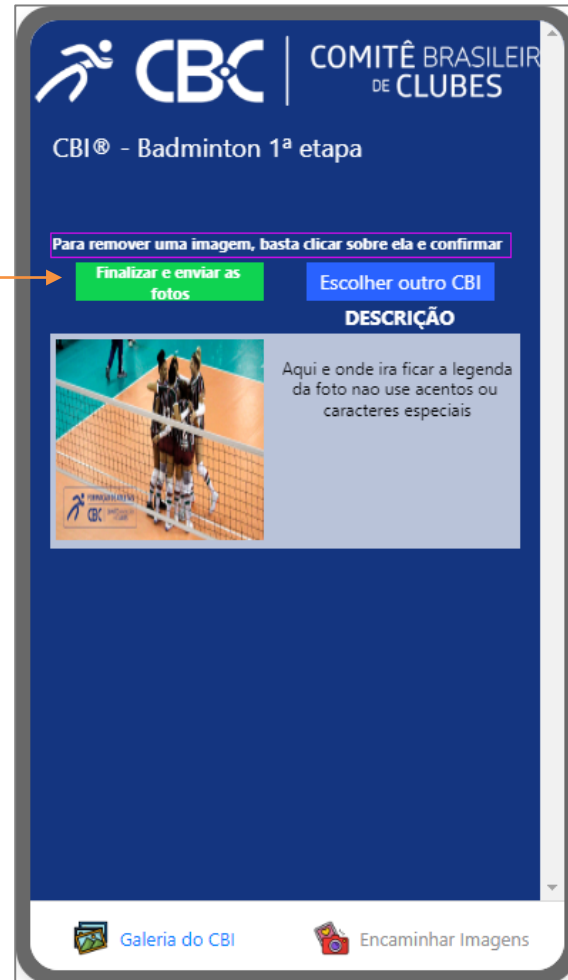 CBC COMITÊ BRASILEIR
DE CLUBES
CBI® - Badminton 1ª etapa
Para remover uma imagem, basta clicar sobre ela e confirmar
Finalizar e enviar as
fotos
Escolher outro CBI
DESCRIÇÃO
Aqui e onde ira ficar a legenda
da foto nao use acentos ou
caracteres especiais
CBC
Galeria do CBI
Encaminhar Imagens